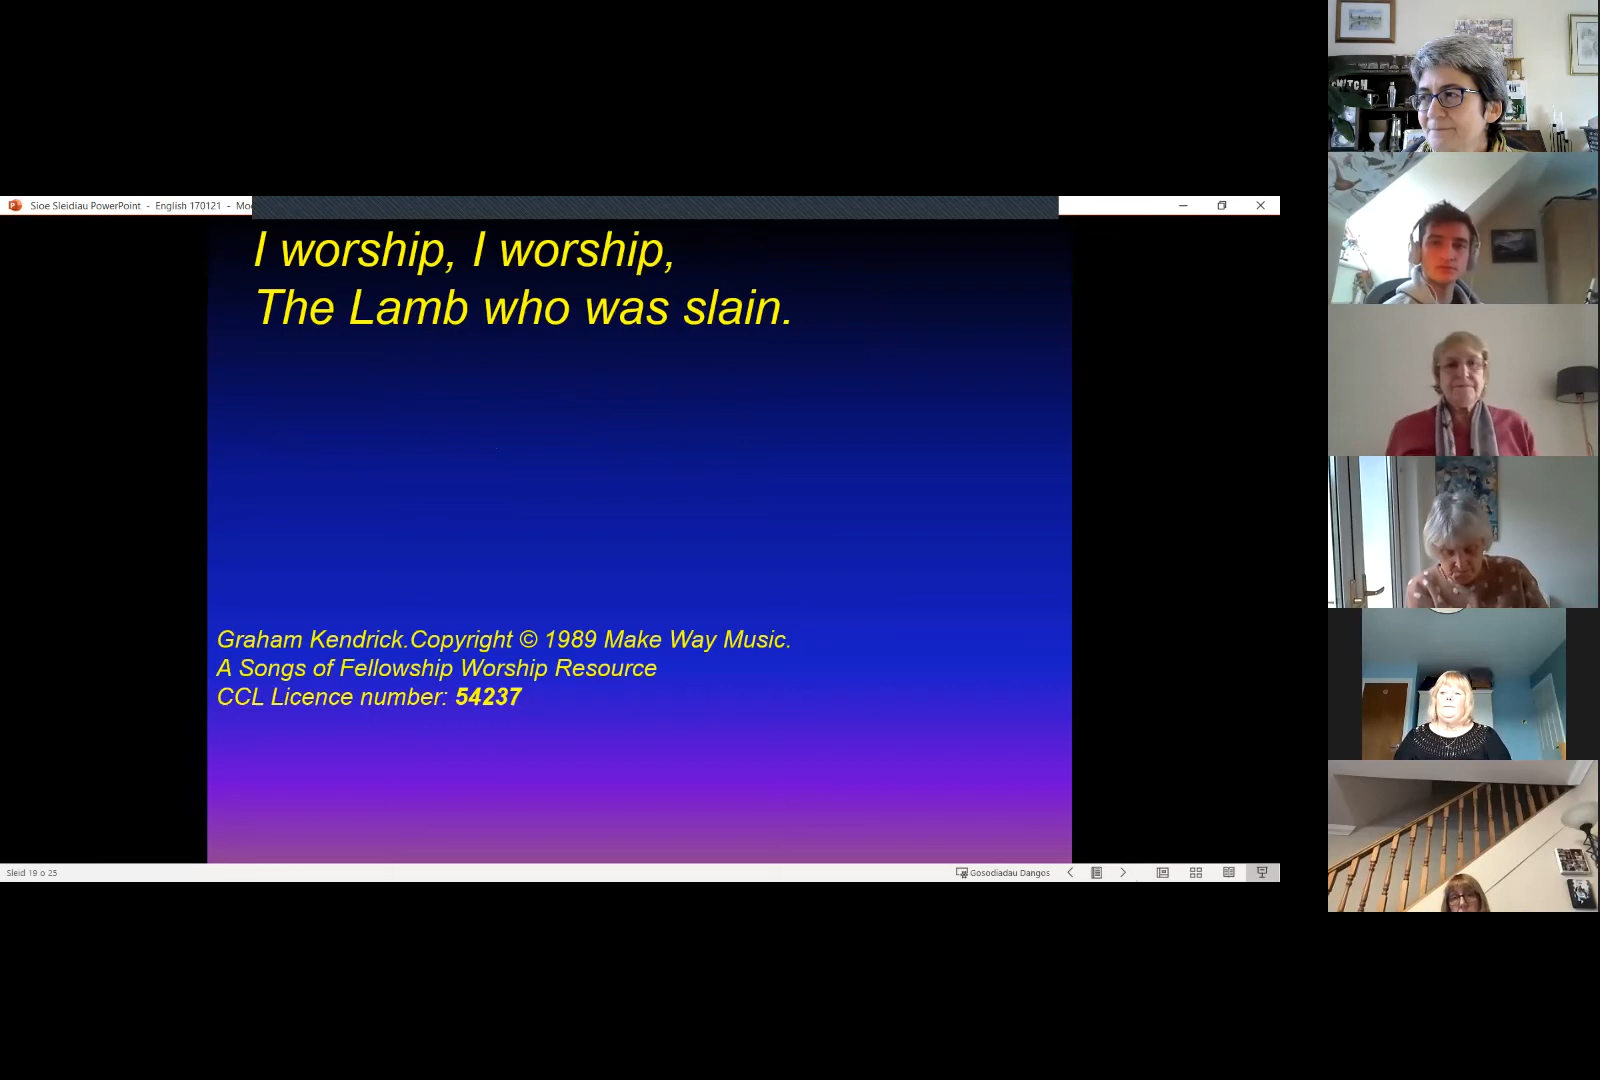 Sioe Sleidiau PowerPoint - English 170121 - Mo
I worship, I worship,
The Lamb who was slain.
Graham Kendrick.Copyright © 1989 Make Way Music.
A Songs of Fellowship Worship Resource
CCL Licence number: 54237
Sleid 19 o 25
Gosodiadau Dangos